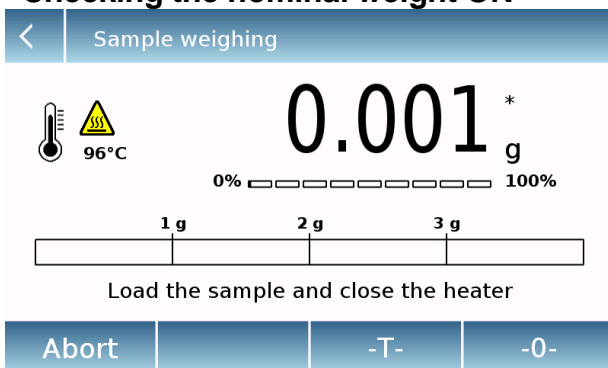 Checking the nominal weight ON
< Sample weighing
0.001 *
g
96°C
0% 100%
1 g 2 g 3 g
Load the sample and close the heater
Abort -T- -0-